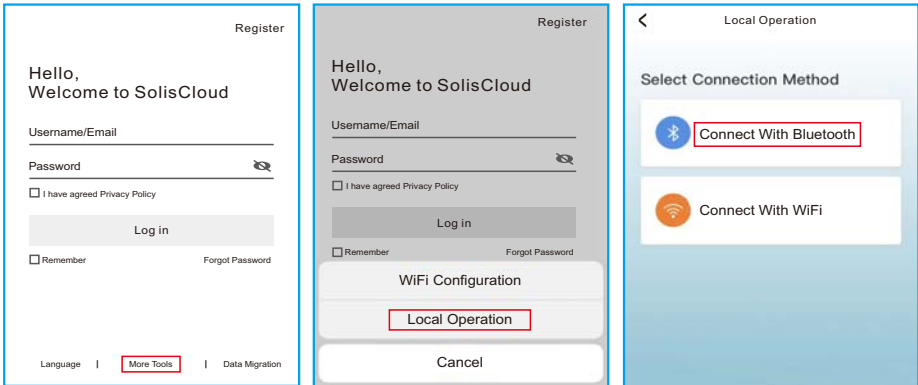 Register
Hello,
Welcome to SolisCloud
Username/Email
Password
I have agreed Privacy Policy
Log in
Remember Forgot Password
Language | More Tools | Data Migration
Register
Hello,
Welcome to SolisCloud
Username/Email
Password
I have agreed Privacy Policy
Log in
Remember Forgot Password
WiFi Configuration
Local Operation
Cancel
Local Operation
Select Connection Method
Connect With Bluetooth
Connect With WiFi